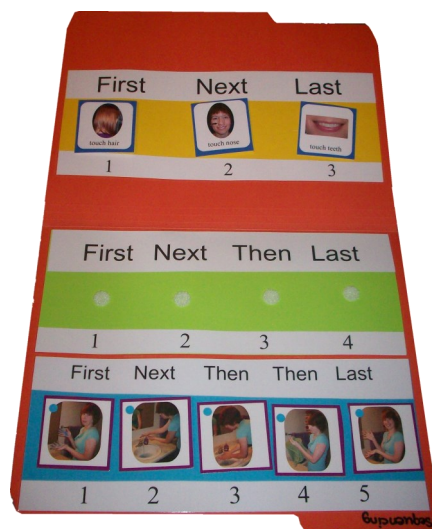 First Next Last
touch hair touch nose touch teeth
1 2 3
First Next Then Last
1 2 3 4
First Next Then Then Last
1 2 3 4 5
sequencing